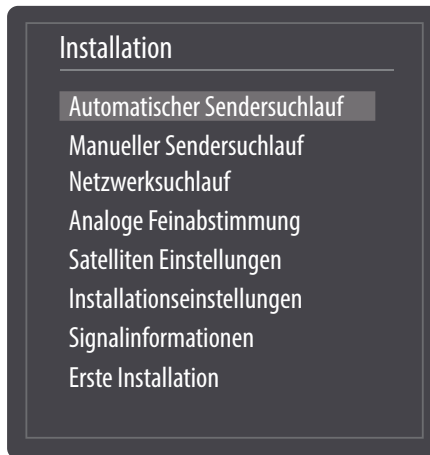 Installation
Automatischer Sendersuchlauf
Manueller Sendersuchlauf
Netzwerksuchlauf
Analoge Feinabstimmung
Satelliten Einstellungen
Installationseinstellungen
Signalinformationen
Erste Installation